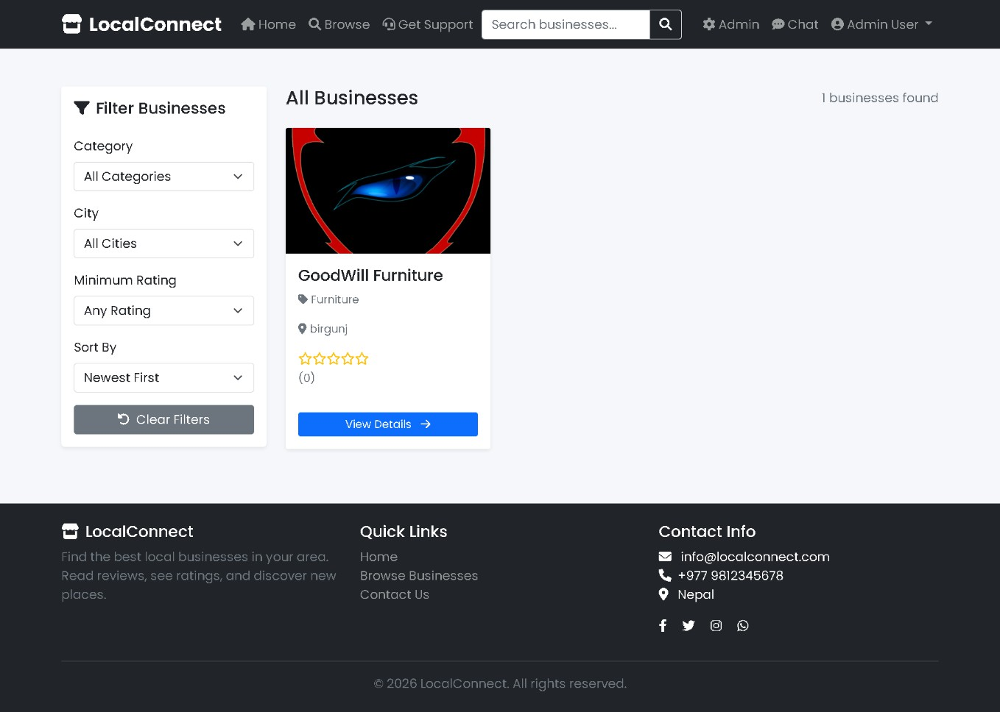 LocalConnect Home Browse Get Support Search businesses... Admin Chat Admin User
Filter Businesses
Category
All Categories
City
All Cities
Minimum Rating
Any Rating
Sort By
Newest First
Clear Filters
All Businesses
1 businesses found
GoodWill Furniture
Furniture
birgunj
(0)
View Details
LocalConnect
Find the best local businesses in your area.
Read reviews, see ratings, and discover new
places.
Quick Links
Home
Browse Businesses
Contact Us
Contact Info
info@localconnect.com
+977 9812345678
Nepal
© 2026 LocalConnect. All rights reserved.